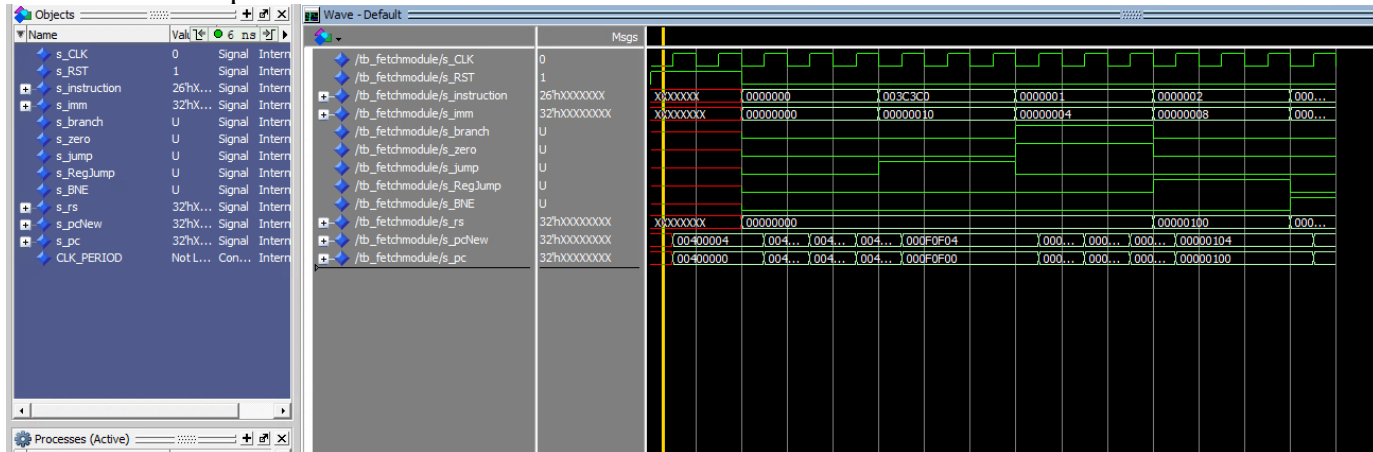 Objects
Wave - Default
Name Val 6 ns
Msgs
s_CLK 0 Signal Intern
s_RST 1 Signal Intern
s_instruction 26'hX... Signal Intern
s_imm 32'hX... Signal Intern
s_branch U Signal Intern
s_zero U Signal Intern
s_jump U Signal Intern
s_RegJump U Signal Intern
s_BNE U Signal Intern
s_rs 32'hX... Signal Intern
s_pcNew 32'hX... Signal Intern
s_pc 32'hX... Signal Intern
CLK_PERIOD Not L... Con... Intern
/tb_fetchmodule/s_CLK 0
/tb_fetchmodule/s_RST 1
/tb_fetchmodule/s_instruction 26'hXXXXXXX XXXXXXX 0000000 003C3C0 0000001 0000002 000...
/tb_fetchmodule/s_imm 32'hXXXXXXXX XXXXXXXX 00000000 00000010 00000004 00000008 000...
/tb_fetchmodule/s_branch U
/tb_fetchmodule/s_zero U
/tb_fetchmodule/s_jump U
/tb_fetchmodule/s_RegJump U
/tb_fetchmodule/s_BNE U
/tb_fetchmodule/s_rs 32'hXXXXXXXX XXXXXXXX 00000000 00000100 000...
/tb_fetchmodule/s_pcNew 32'hXXXXXXXX 00400004 004... 004... 004... 000F0F04 000... 000... 000... 00000104
/tb_fetchmodule/s_pc 32'hXXXXXXXX 00400000 004... 004... 004... 000F0F00 000... 000... 000... 00000100
Processes (Active)